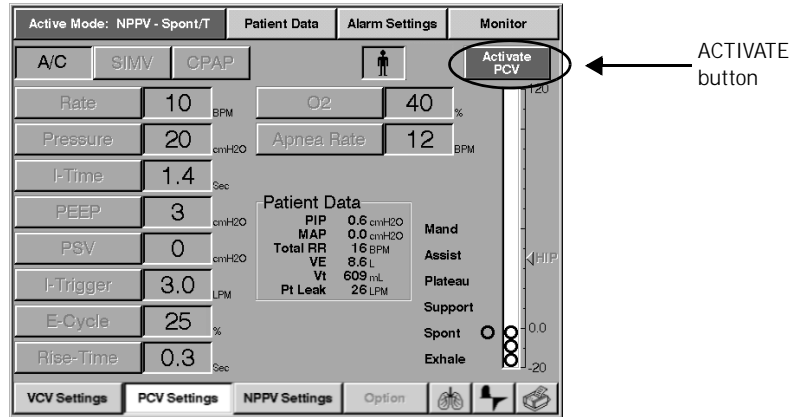 Active Mode: NPPV - Spont/T Patient Data Alarm Settings Monitor
A/C SIMV CPAP Activate PCV
ACTIVATE button
Rate 10 BPM O2 40 %
Pressure 20 cmH2O Apnea Rate 12 BPM
I-Time 1.4 Sec
PEEP 3 cmH2O
PSV 0 cmH2O
I-Trigger 3.0 LPM
E-Cycle 25 %
Rise-Time 0.3 Sec
Patient Data
PIP 0.6 cmH2O
MAP 0.0 cmH2O
Total RR 16 BPM
VE 8.6 L
Vt 609 mL
Pt Leak 26 LPM
Mand
Assist
Plateau
Support
Spont
Exhale
120
HIP
0.0
-20
VCV Settings PCV Settings NPPV Settings Option